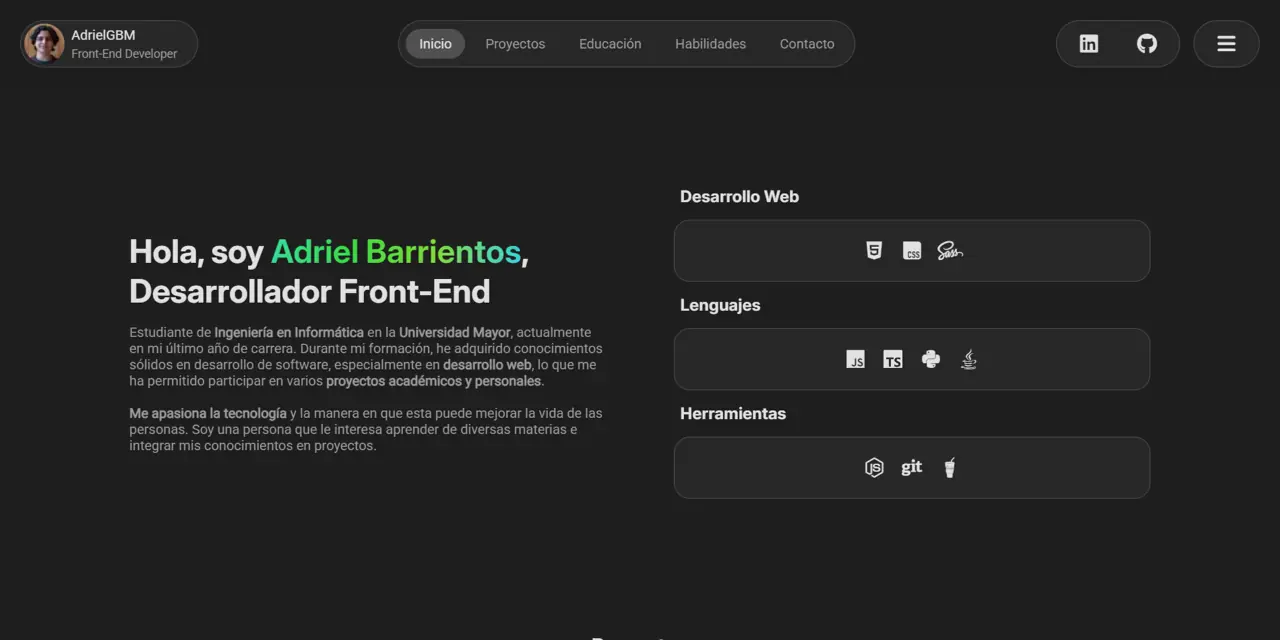 AdrielGBM
Front-End Developer
Inicio
Proyectos
Educación
Habilidades
Contacto
in
Hola, soy Adriel Barrientos,
Desarrollador Front-End
Estudiante de Ingeniería en Informática en la Universidad Mayor, actualmente
en mi último año de carrera. Durante mi formación, he adquirido conocimientos
sólidos en desarrollo de software, especialmente en desarrollo web, lo que me
ha permitido participar en varios proyectos académicos y personales.
Me apasiona la tecnología y la manera en que esta puede mejorar la vida de las
personas. Soy una persona que le interesa aprender de diversas materias e
integrar mis conocimientos en proyectos.
Desarrollo Web
5
CSS
Sass
Lenguajes
JS
TS
Herramientas
JS
git